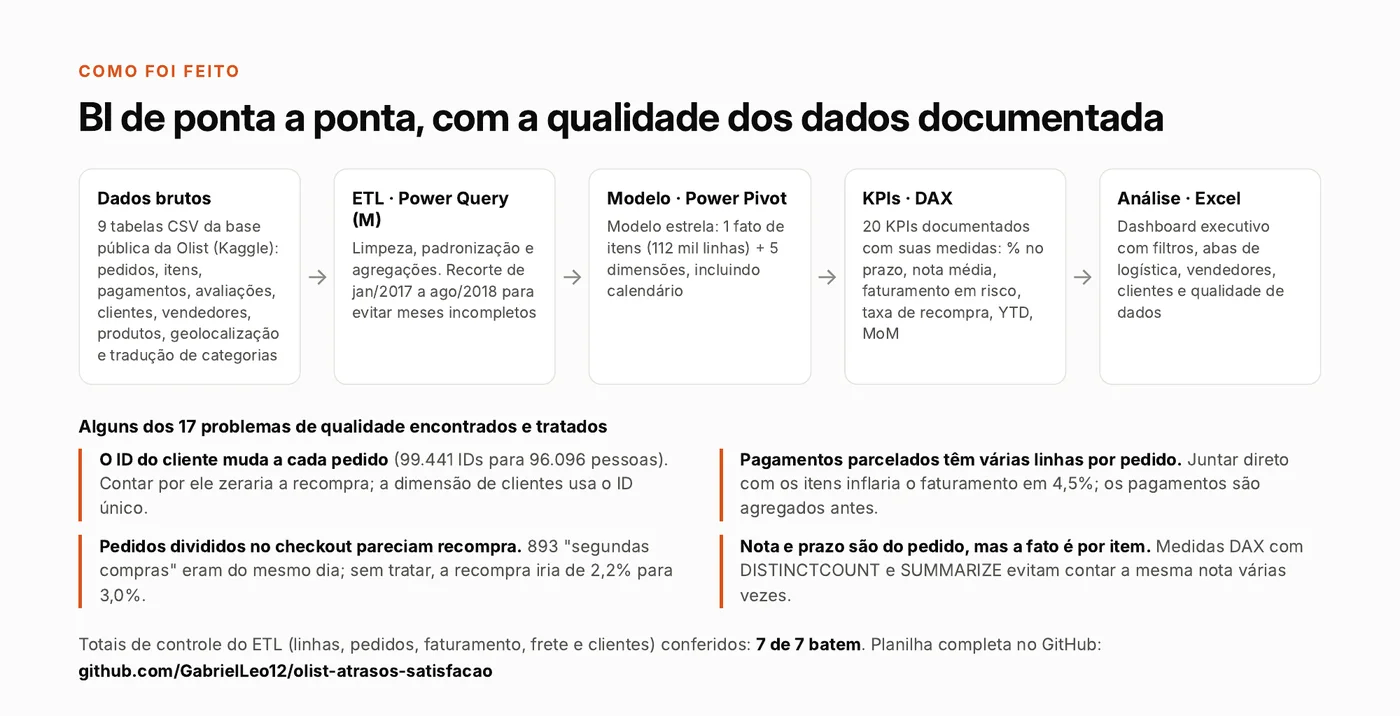 COMO FOI FEITO
BI de ponta a ponta, com a qualidade dos dados documentada
Dados brutos
9 tabelas CSV da base
pública da Olist (Kaggle):
pedidos, itens,
pagamentos, avaliações,
clientes, vendedores,
produtos, geolocalização
e tradução de categorias
→
ETL · Power Query
(M)
Limpeza, padronização e
agregações. Recorte de
jan/2017 a ago/2018 para
evitar meses incompletos
→
Modelo · Power Pivot
Modelo estrela: 1 fato de
itens (112 mil linhas) + 5
dimensões, incluindo
calendário
→
KPIs · DAX
20 KPIs documentados
com suas medidas: % no
prazo, nota média,
faturamento em risco,
taxa de recompra, YTD,
MoM
→
Análise · Excel
Dashboard executivo
com filtros, abas de
logística, vendedores,
clientes e qualidade de
dados
Alguns dos 17 problemas de qualidade encontrados e tratados
O ID do cliente muda a cada pedido (99.441 IDs para 96.096 pessoas).
Contar por ele zeraria a recompra; a dimensão de clientes usa o ID
único.
Pagamentos parcelados têm várias linhas por pedido. Juntar direto
com os itens inflaria o faturamento em 4,5%; os pagamentos são
agregados antes.
Pedidos divididos no checkout pareciam recompra. 893 "segundas
compras" eram do mesmo dia; sem tratar, a recompra iria de 2,2% para
3,0%.
Nota e prazo são do pedido, mas a fato é por item. Medidas DAX com
DISTINCTCOUNT e SUMMARIZE evitam contar a mesma nota várias
vezes.
Totais de controle do ETL (linhas, pedidos, faturamento, frete e clientes) conferidos: 7 de 7 batem. Planilha completa no GitHub:
github.com/GabrielLeo12/olist-atrasos-satisfacao